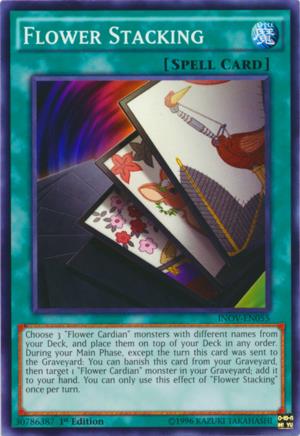 FLOWER STACKING
[SPELL CARD]
INOV-EN055
Choose 3 "Flower Cardian" monsters with different names from
your Deck, and place them on top of your Deck in any order.
During your Main Phase, except the turn this card was sent to
the Graveyard: You can banish this card from your Graveyard,
then target 1 "Flower Cardian" monster in your Graveyard; add
it to your hand. You can only use this effect of "Flower Stacking"
once per turn.
30786387 1st Edition ©1996 KAZUKI TAKAHASHI